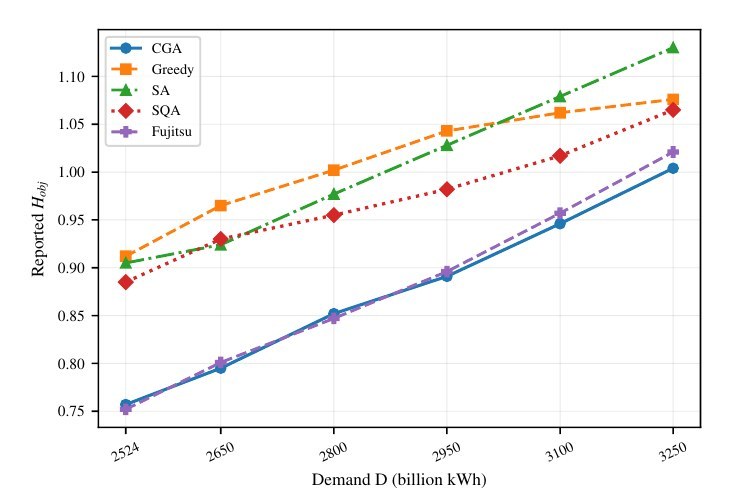 CGA
Greedy
SA
SQA
Fujitsu
1.10
1.05
1.00
0.95
0.90
0.85
0.80
0.75
Reported H_obj
2524 2650 2800 2950 3100 3250
Demand D (billion kWh)